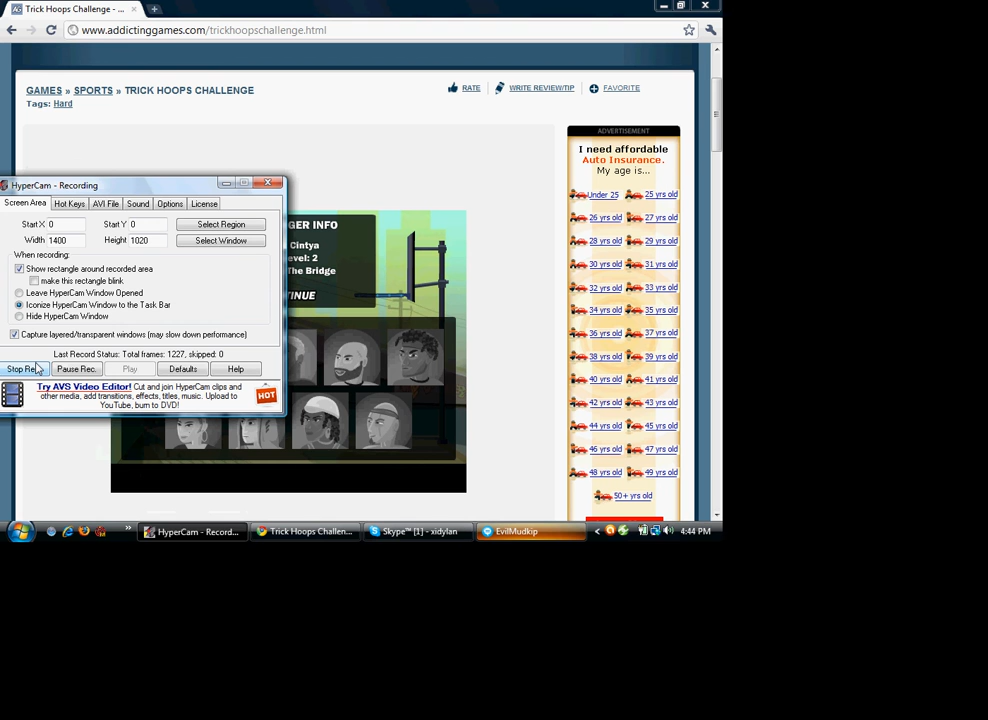 Trick Hoops Challenge - ...
www.addictinggames.com/trickhoopschallenge.html
GAMES » SPORTS » TRICK HOOPS CHALLENGE
RATE
WRITE REVIEW/TIP
FAVORITE
Tags: Hard
ADVERTISEMENT
I need affordable
Auto Insurance.
My age is...
Under 25 25 yrs old
26 yrs old 27 yrs old
28 yrs old 29 yrs old
30 yrs old 31 yrs old
32 yrs old 33 yrs old
34 yrs old 35 yrs old
36 yrs old 37 yrs old
38 yrs old 39 yrs old
40 yrs old 41 yrs old
42 yrs old 43 yrs old
44 yrs old 45 yrs old
46 yrs old 47 yrs old
48 yrs old 49 yrs old
50+ yrs old
HyperCam - Recording
Screen Area Hot Keys AVI File Sound Options License
Start X 0 Start Y 0 Select Region
Width 1400 Height 1020 Select Window
When recording:
Show rectangle around recorded area
make this rectangle blink
Leave HyperCam Window Opened
Iconize HyperCam Window to the Task Bar
Hide HyperCam Window
Capture layered/transparent windows (may slow down performance)
Last Record Status: Total frames: 1227, skipped: 0
Stop Rec. Pause Rec. Play Defaults Help
Try AVS Video Editor! Cut and join HyperCam clips and
other media, add transitions, effects, titles, music. Upload to
YouTube, burn to DVD!
HOT
GER INFO
Cintya
evel: 2
The Bridge
NTINUE
» HyperCam - Record... Trick Hoops Challen... Skype™ [1] - xidylan EvilMudkip < 4:44 PM